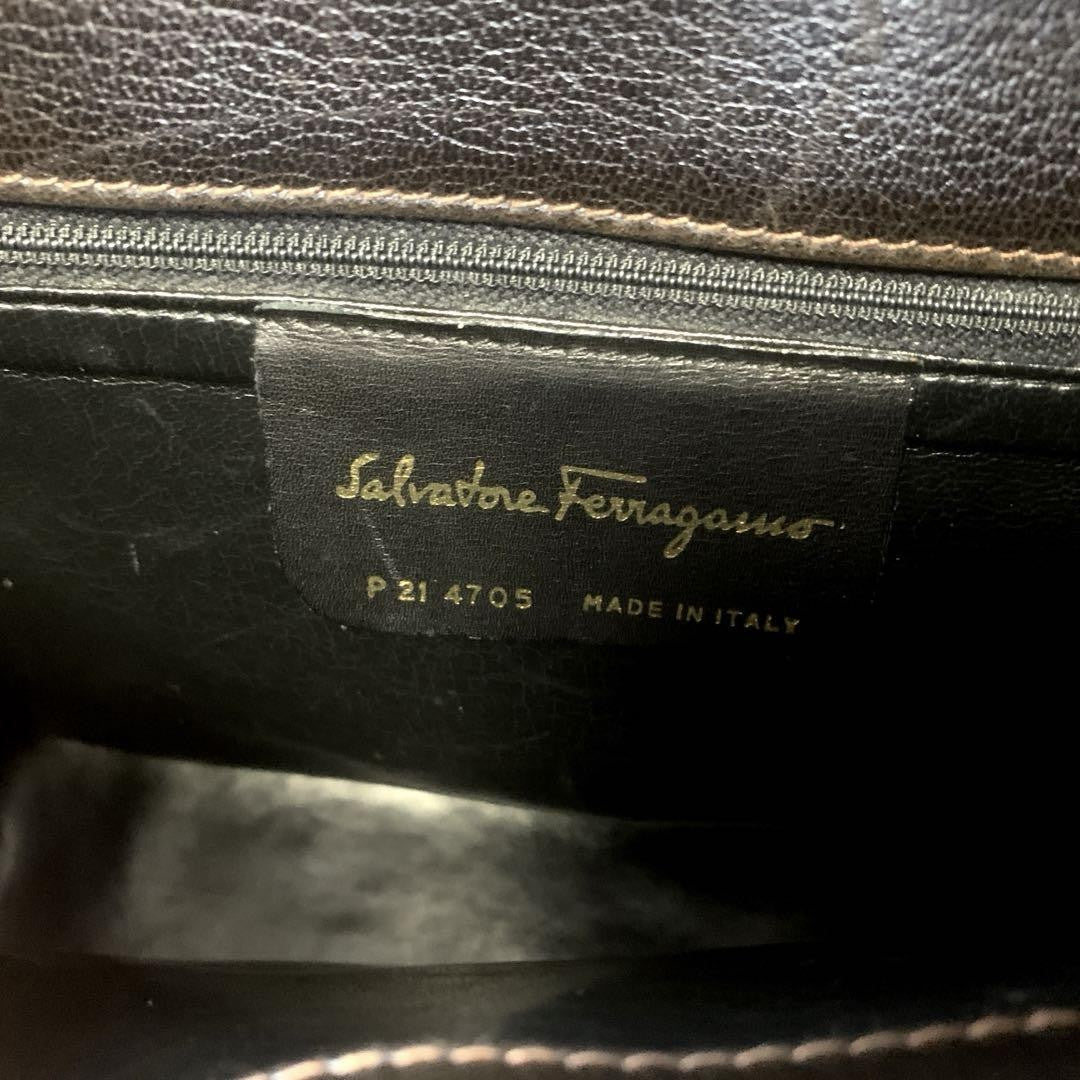 Salvatore Ferragamo
P 21 4705 MADE IN ITALY